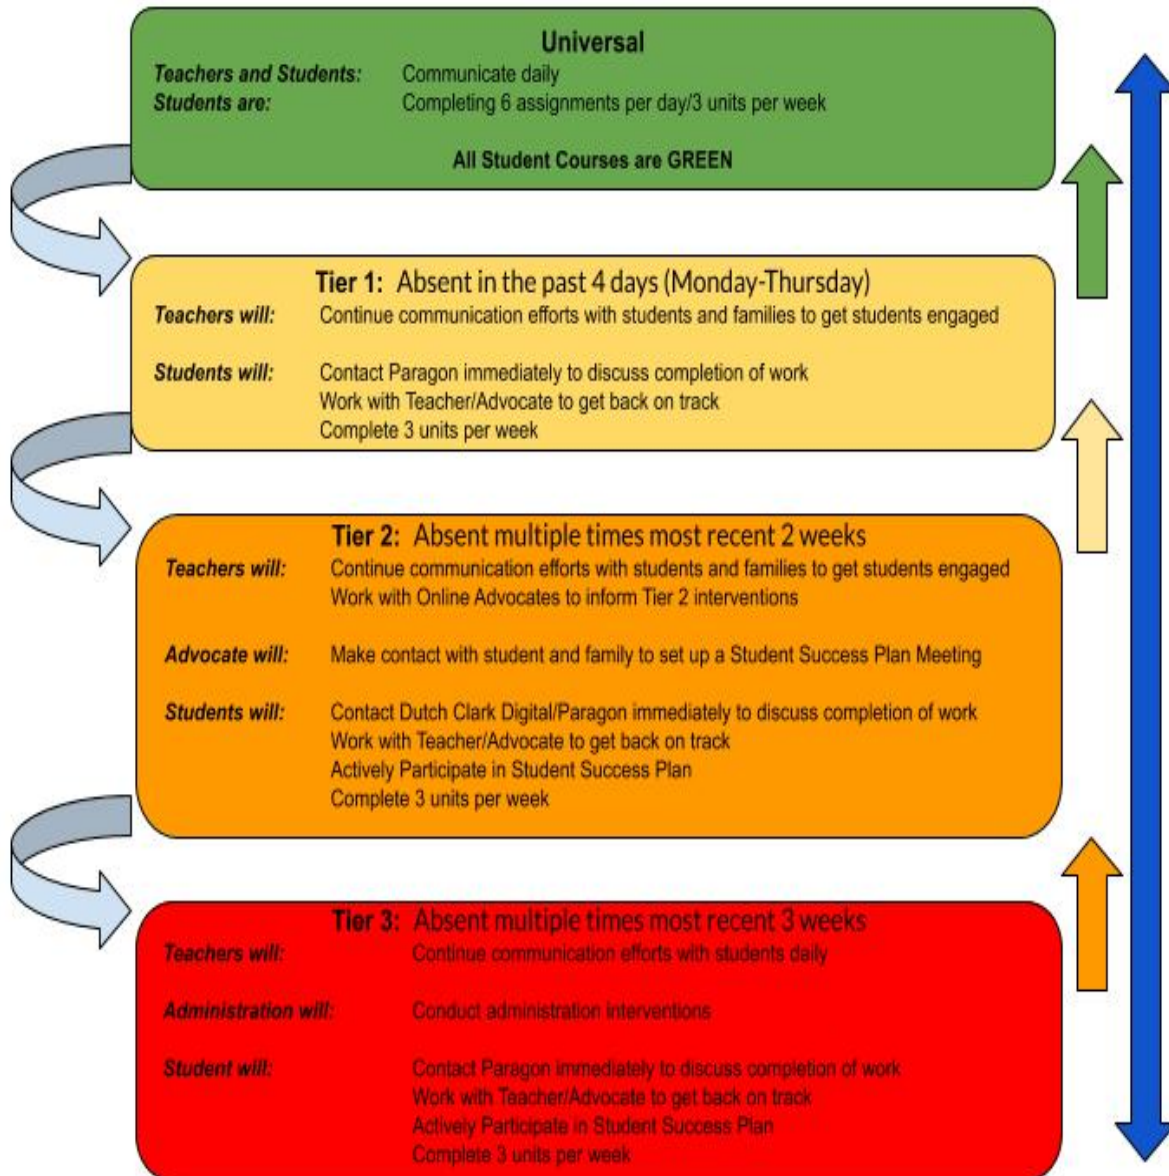 Universal
Teachers and Students: Communicate daily
Students are: Completing 6 assignments per day/3 units per week
All Student Courses are GREEN
Tier 1: Absent in the past 4 days (Monday-Thursday)
Teachers will: Continue communication efforts with students and families to get students engaged
Students will: Contact Paragon immediately to discuss completion of work
Work with Teacher/Advocate to get back on track
Complete 3 units per week
Tier 2: Absent multiple times most recent 2 weeks
Teachers will: Continue communication efforts with students and families to get students engaged
Work with Online Advocates to inform Tier 2 interventions
Advocate will: Make contact with student and family to set up a Student Success Plan Meeting
Students will: Contact Dutch Clark Digital/Paragon immediately to discuss completion of work
Work with Teacher/Advocate to get back on track
Actively Participate in Student Success Plan
Complete 3 units per week
Tier 3: Absent multiple times most recent 3 weeks
Teachers will: Continue communication efforts with students daily
Administration will: Conduct administration interventions
Student will: Contact Paragon immediately to discuss completion of work
Work with Teacher/Advocate to get back on track
Actively Participate in Student Success Plan
Complete 3 units per week